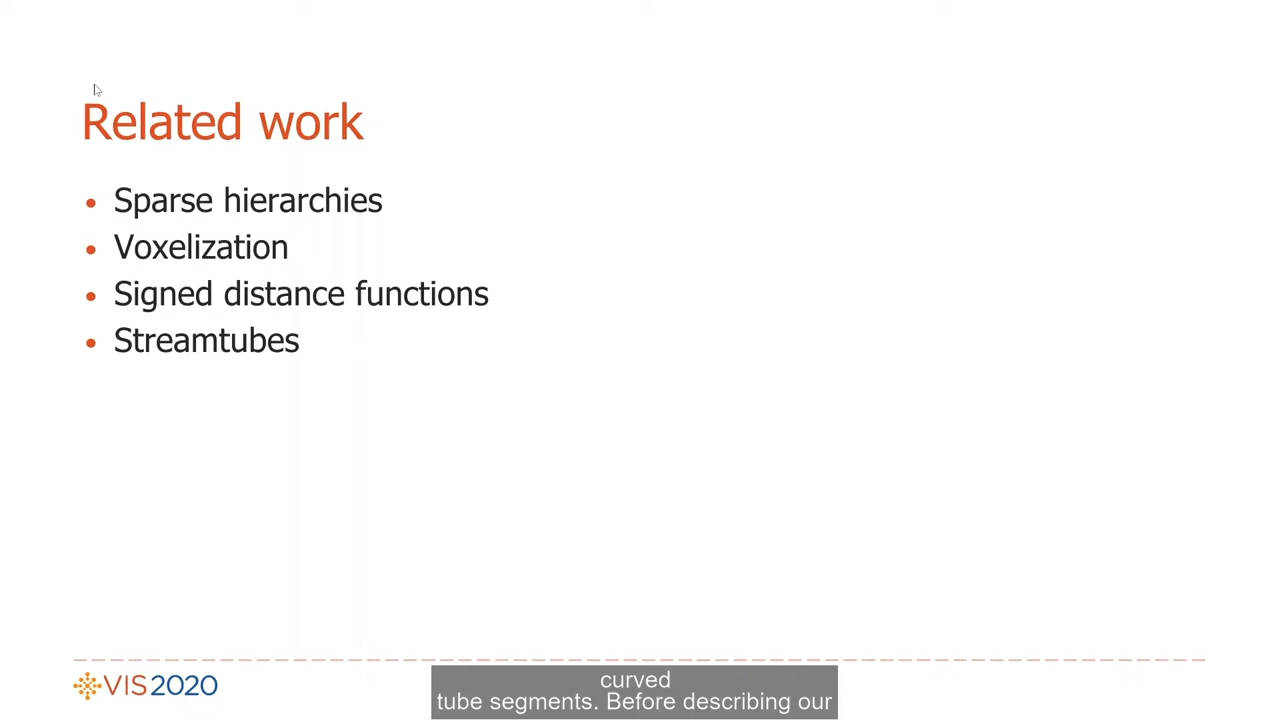 Related work
Sparse hierarchies
Voxelization
Signed distance functions
Streamtubes
VIS2020
curved
tube segments. Before describing our